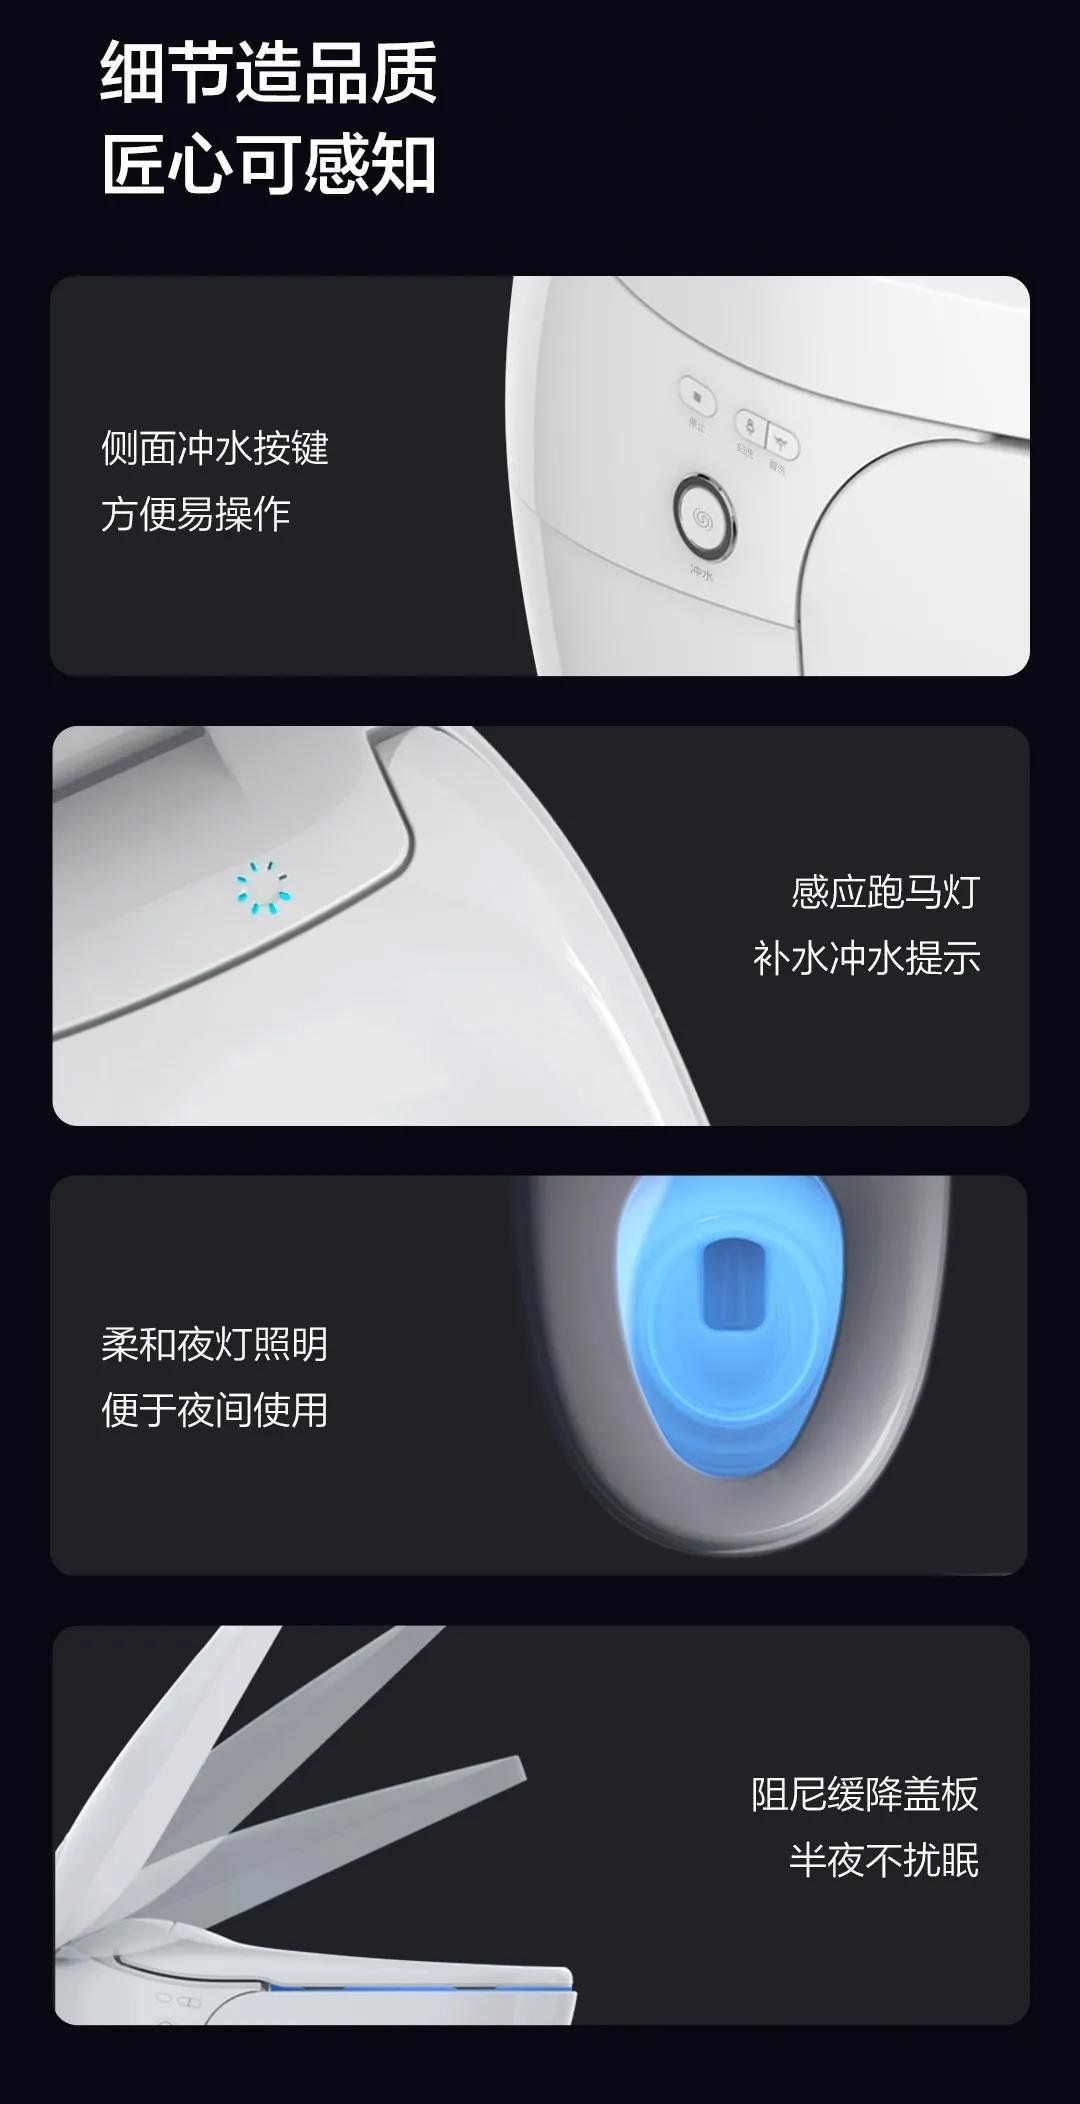 细节造品质
匠心可感知
侧面冲水按键
方便易操作
停止
妇洗
臀洗
冲水
感应跑马灯
补水冲水提示
柔和夜灯照明
便于夜间使用
阻尼缓降盖板
半夜不扰眠